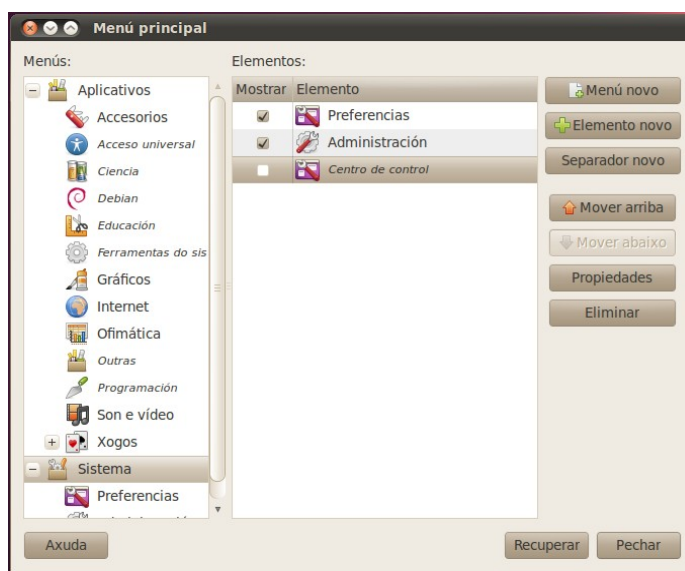 Menú principal
Menús:
Elementos:
Aplicativos
Accesorios
Acceso universal
Ciencia
Debian
Educación
Ferramentas do sis
Gráficos
Internet
Ofimática
Outras
Programación
Son e vídeo
Xogos
Sistema
Preferencias
Mostrar Elemento
Preferencias
Administración
Centro de control
Menú novo
Elemento novo
Separador novo
Mover arriba
Mover abaixo
Propiedades
Eliminar
Axuda
Recuperar
Pechar